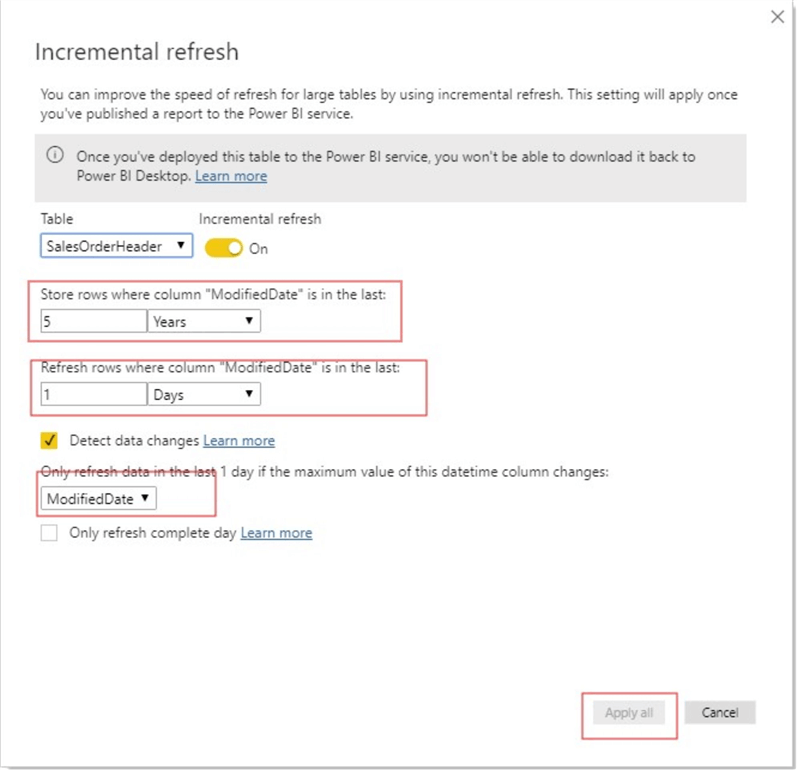 Incremental refresh
You can improve the speed of refresh for large tables by using incremental refresh. This setting will apply once
you've published a report to the Power BI service.
Once you've deployed this table to the Power BI service, you won't be able to download it back to
Power BI Desktop. Learn more
Table Incremental refresh
SalesOrderHeader On
Store rows where column "ModifiedDate" is in the last:
5 Years
Refresh rows where column "ModifiedDate" is in the last:
1 Days
Detect data changes Learn more
Only refresh data in the last 1 day if the maximum value of this datetime column changes:
ModifiedDate
Only refresh complete day Learn more
Apply all Cancel